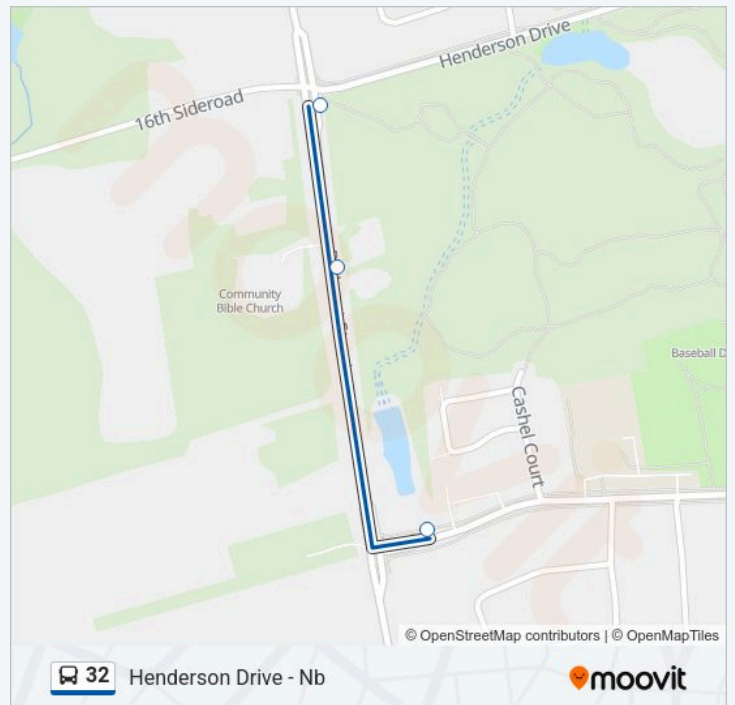 Henderson Drive
16th Sideroad
Community
Bible Church
Baseball D
Cashel Court
© OpenStreetMap contributors | © OpenMapTiles
32 Henderson Drive - Nb
moovit